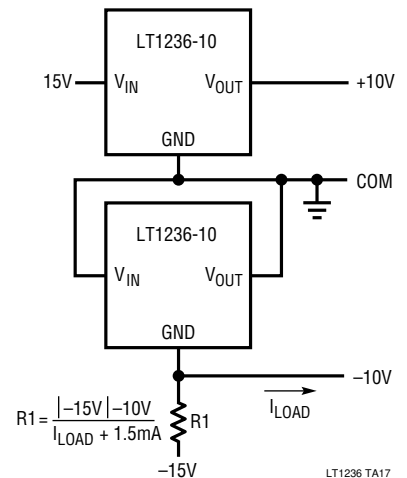 LT1236-10
15V
V_IN
V_OUT
+10V
GND
COM
LT1236-10
V_IN
V_OUT
GND
–10V
I_LOAD
R1 = |–15V| –10V / I_LOAD + 1.5mA
R1
–15V
LT1236 TA17